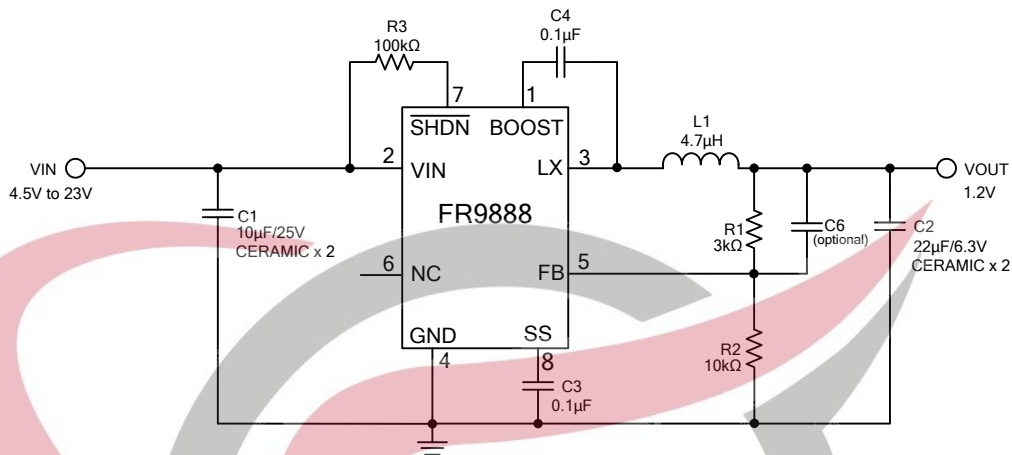 C4
0.1µF
R3
100kΩ
7
1
SHDN
BOOST
L1
4.7µH
VIN
4.5V to 23V
2
VIN
LX
3
VOUT
1.2V
FR9888
C1
10µF/25V
CERAMIC x 2
R1
3kΩ
C6
(optional)
C2
22µF/6.3V
CERAMIC x 2
6
NC
FB
5
GND
SS
4
8
R2
10kΩ
C3
0.1µF